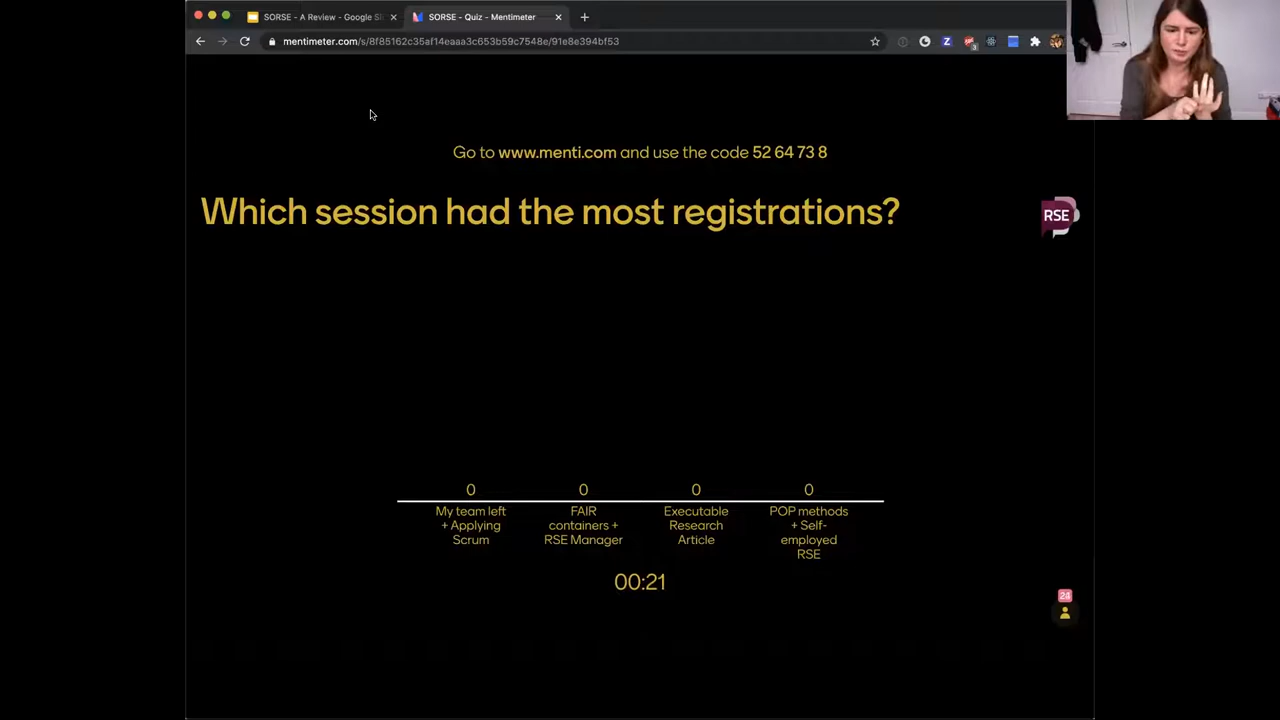 SORSE - A Review - Google Sl
SORSE - Quiz - Mentimeter
mentimeter.com/s/8f85162c35af14eaaa3c653b59c7548e/91e8e394bf53
Go to www.menti.com and use the code 52 64 73 8
Which session had the most registrations?
RSE
0 0 0 0
My team left + Applying Scrum
FAIR containers + RSE Manager
Executable Research Article
POP methods + Self-employed RSE
00:21
24